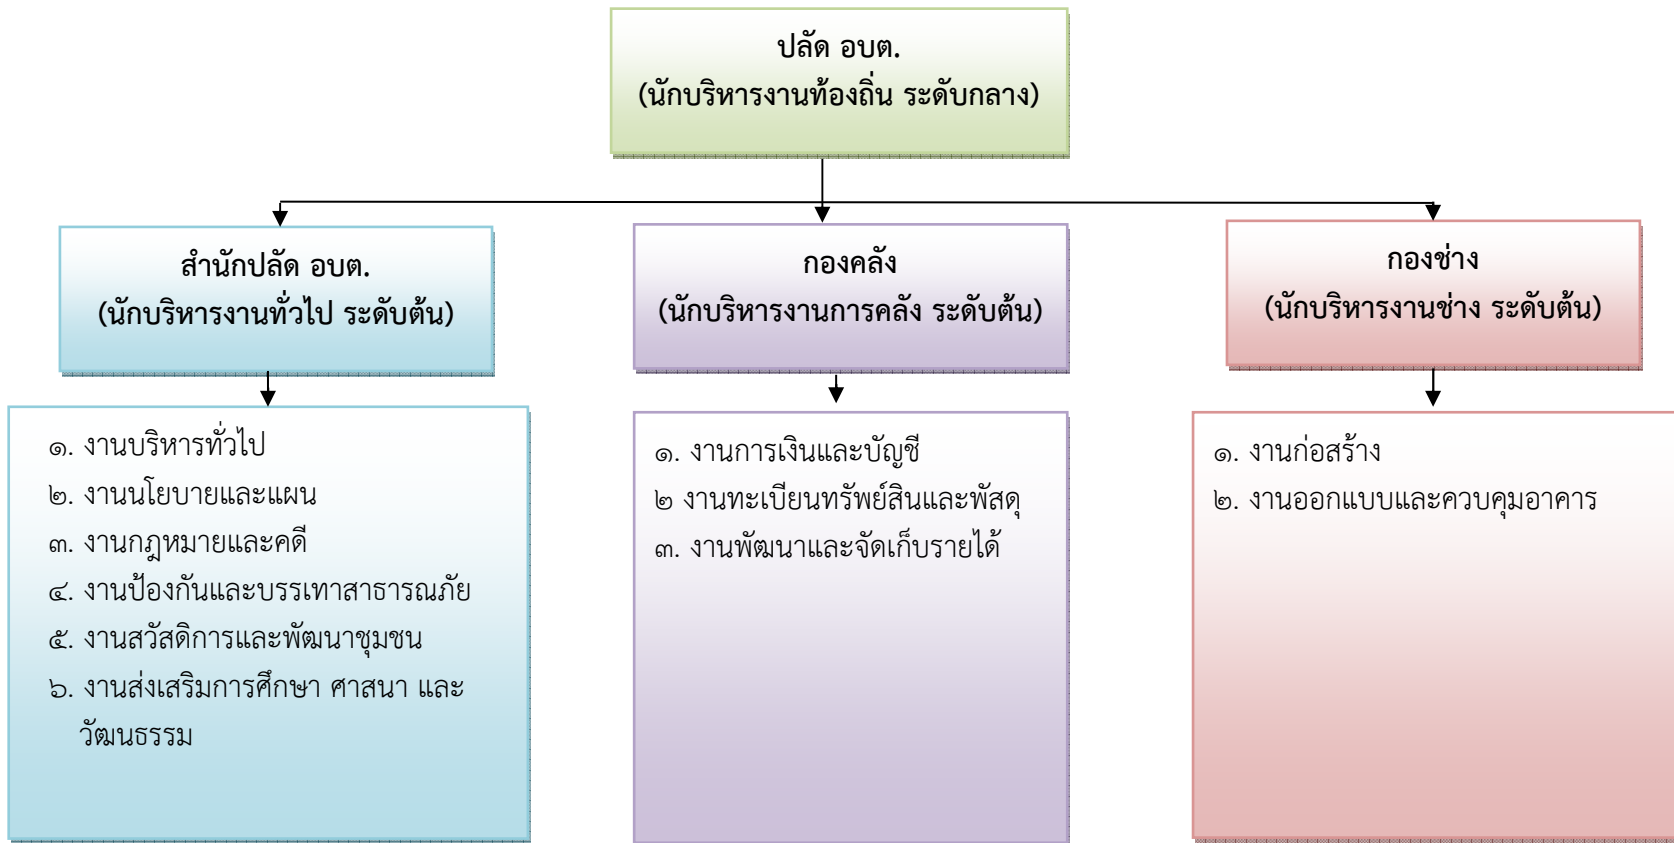 ปลัด อบต.
(นักบริหารงานท้องถิ่น ระดับกลาง)
สำนักปลัด อบต.
(นักบริหารงานทั่วไป ระดับต้น)
กองคลัง
(นักบริหารงานการคลัง ระดับต้น)
กองช่าง
(นักบริหารงานช่าง ระดับต้น)
๑. งานบริหารทั่วไป
๒. งานนโยบายและแผน
๓. งานกฎหมายและคดี
๔. งานป้องกันและบรรเทาสาธารณภัย
๕. งานสวัสดิการและพัฒนาชุมชน
๖. งานส่งเสริมการศึกษา ศาสนา และ
วัฒนธรรม
๑. งานการเงินและบัญชี
๒ งานทะเบียนทรัพย์สินและพัสดุ
๓. งานพัฒนาและจัดเก็บรายได้
๑. งานก่อสร้าง
๒. งานออกแบบและควบคุมอาคาร